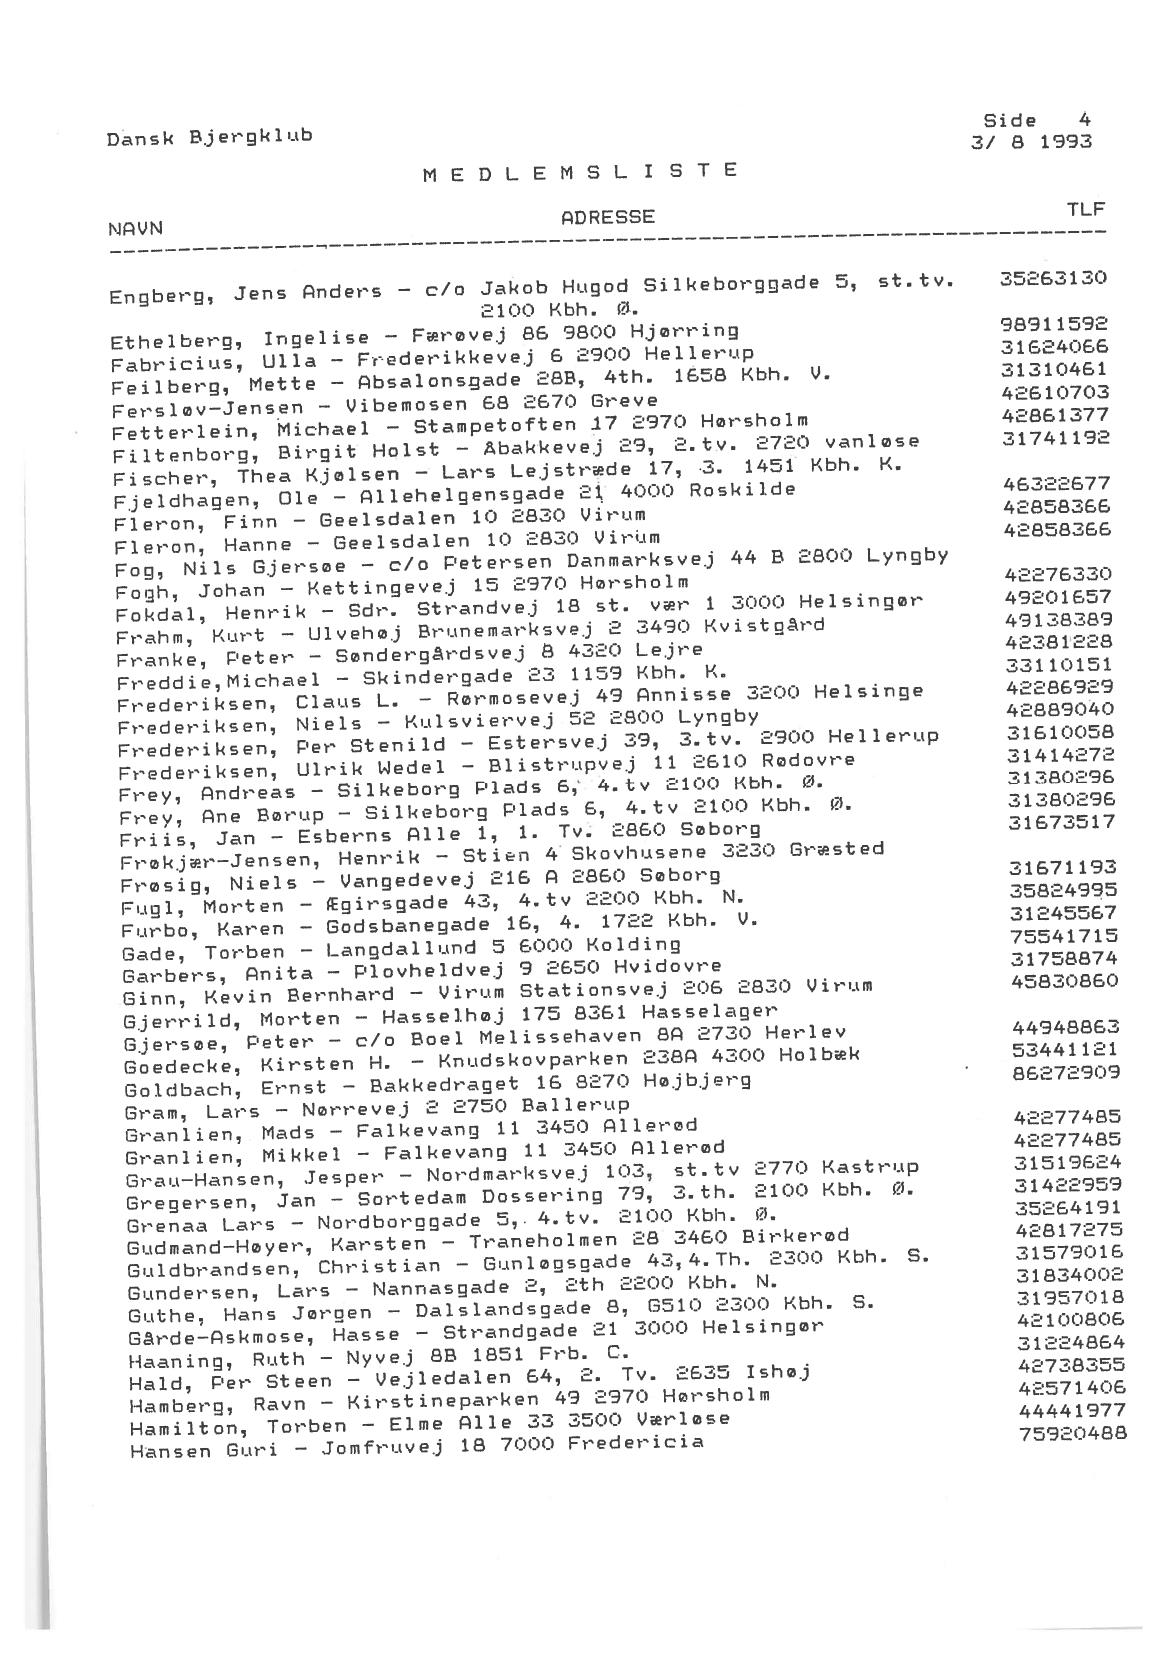 Side 4
Dansk Bjergklub 3/ 8 1993
M E D L E M S L I S T E
NAVN ADRESSE TLF
Engberg, Jens Anders - c/o Jakob Hugod Silkeborggade 5, st.tv. 35263130
2100 Kbh. Ø.
Ethelberg, Ingelise - Færøvej 86 9800 Hjørring 98911592
Fabricius, Ulla - Frederikkevej 6 2900 Hellerup 31624066
Feilberg, Mette - Absalonsgade 28B, 4th. 1658 Kbh. V. 31310461
Fersløv-Jensen - Vibemosen 68 2670 Greve 42610703
Fetterlein, Michael - Stampetoften 17 2970 Hørsholm 42861377
Filtenborg, Birgit Holst - Åbakkevej 29, 2.tv. 2720 vanløse 31741192
Fischer, Thea Kjølsen - Lars Lejstræde 17, 3. 1451 Kbh. K.
Fjeldhagen, Ole - Allehelgensgade 21 4000 Roskilde 46322677
Fleron, Finn - Geelsdalen 10 2830 Virum 42858366
Fleron, Hanne - Geelsdalen 10 2830 Virum 42858366
Fog, Nils Gjersøe - c/o Petersen Danmarksvej 44 B 2800 Lyngby
Fogh, Johan - Kettingevej 15 2970 Hørsholm 42276330
Fokdal, Henrik - Sdr. Strandvej 18 st. vær 1 3000 Helsingør 49201657
Frahm, Kurt - Ulvehøj Brunemarksvej 2 3490 Kvistgård 49138389
Franke, Peter - Søndergårdsvej 8 4320 Lejre 42381228
Freddie,Michael - Skindergade 23 1159 Kbh. K. 33110151
Frederiksen, Claus L. - Rørmosevej 49 Annisse 3200 Helsinge 42286929
Frederiksen, Niels - Kulsviervej 52 2800 Lyngby 42889040
Frederiksen, Per Stenild - Estersvej 39, 3.tv. 2900 Hellerup 31610058
Frederiksen, Ulrik Wedel - Blistrupvej 11 2610 Rødovre 31414272
Frey, Andreas - Silkeborg Plads 6, 4.tv 2100 Kbh. Ø. 31380296
Frey, Ane Børup - Silkeborg Plads 6, 4.tv 2100 Kbh. Ø. 31380296
Friis, Jan - Esberns Alle 1, 1. Tv. 2860 Søborg 31673517
Frøkjær-Jensen, Henrik - Stien 4 Skovhusene 3230 Græsted
Frøsig, Niels - Vangedevej 216 A 2860 Søborg 31671193
Fugl, Morten - Ægirsgade 43, 4.tv 2200 Kbh. N. 35824995
Furbo, Karen - Godsbanegade 16, 4. 1722 Kbh. V. 31245567
Gade, Torben - Langdallund 5 6000 Kolding 75541715
Garbers, Anita - Plovheldvej 9 2650 Hvidovre 31758874
Ginn, Kevin Bernhard - Virum Stationsvej 206 2830 Virum 45830860
Gjerrild, Morten - Hasselhøj 175 8361 Hasselager
Gjersøe, Peter - c/o Boel Melissehaven 8A 2730 Herlev 44948863
Goedecke, Kirsten H. - Knudskovparken 238A 4300 Holbæk 53441121
Goldbach, Ernst - Bakkedraget 16 8270 Højbjerg 86272909
Gram, Lars - Nørrevej 2 2750 Ballerup
Granlien, Mads - Falkevang 11 3450 Allerød 42277485
Granlien, Mikkel - Falkevang 11 3450 Allerød 42277485
Grau-Hansen, Jesper - Nordmarksvej 103, st.tv 2770 Kastrup 31519624
Gregersen, Jan - Sortedam Dossering 79, 3.th. 2100 Kbh. Ø. 31422959
Grenaa Lars - Nordborggade 5, 4.tv. 2100 Kbh. Ø. 35264191
Gudmand-Høyer, Karsten - Traneholmen 28 3460 Birkerød 42817275
Guldbrandsen, Christian - Gunløgsgade 43,4.Th. 2300 Kbh. S. 31579016
Gundersen, Lars - Nannasgade 2, 2th 2200 Kbh. N. 31834002
Guthe, Hans Jørgen - Dalslandsgade 8, G510 2300 Kbh. S. 31957018
Gårde-Askmose, Hasse - Strandgade 21 3000 Helsingør 42100806
Haaning, Ruth - Nyvej 8B 1851 Frb. C. 31224864
Hald, Per Steen - Vejledalen 64, 2. Tv. 2635 Ishøj 42738355
Hamberg, Ravn - Kirstineparken 49 2970 Hørsholm 42571406
Hamilton, Torben - Elme Alle 33 3500 Værløse 44441977
Hansen Guri - Jomfruvej 18 7000 Fredericia 75920488